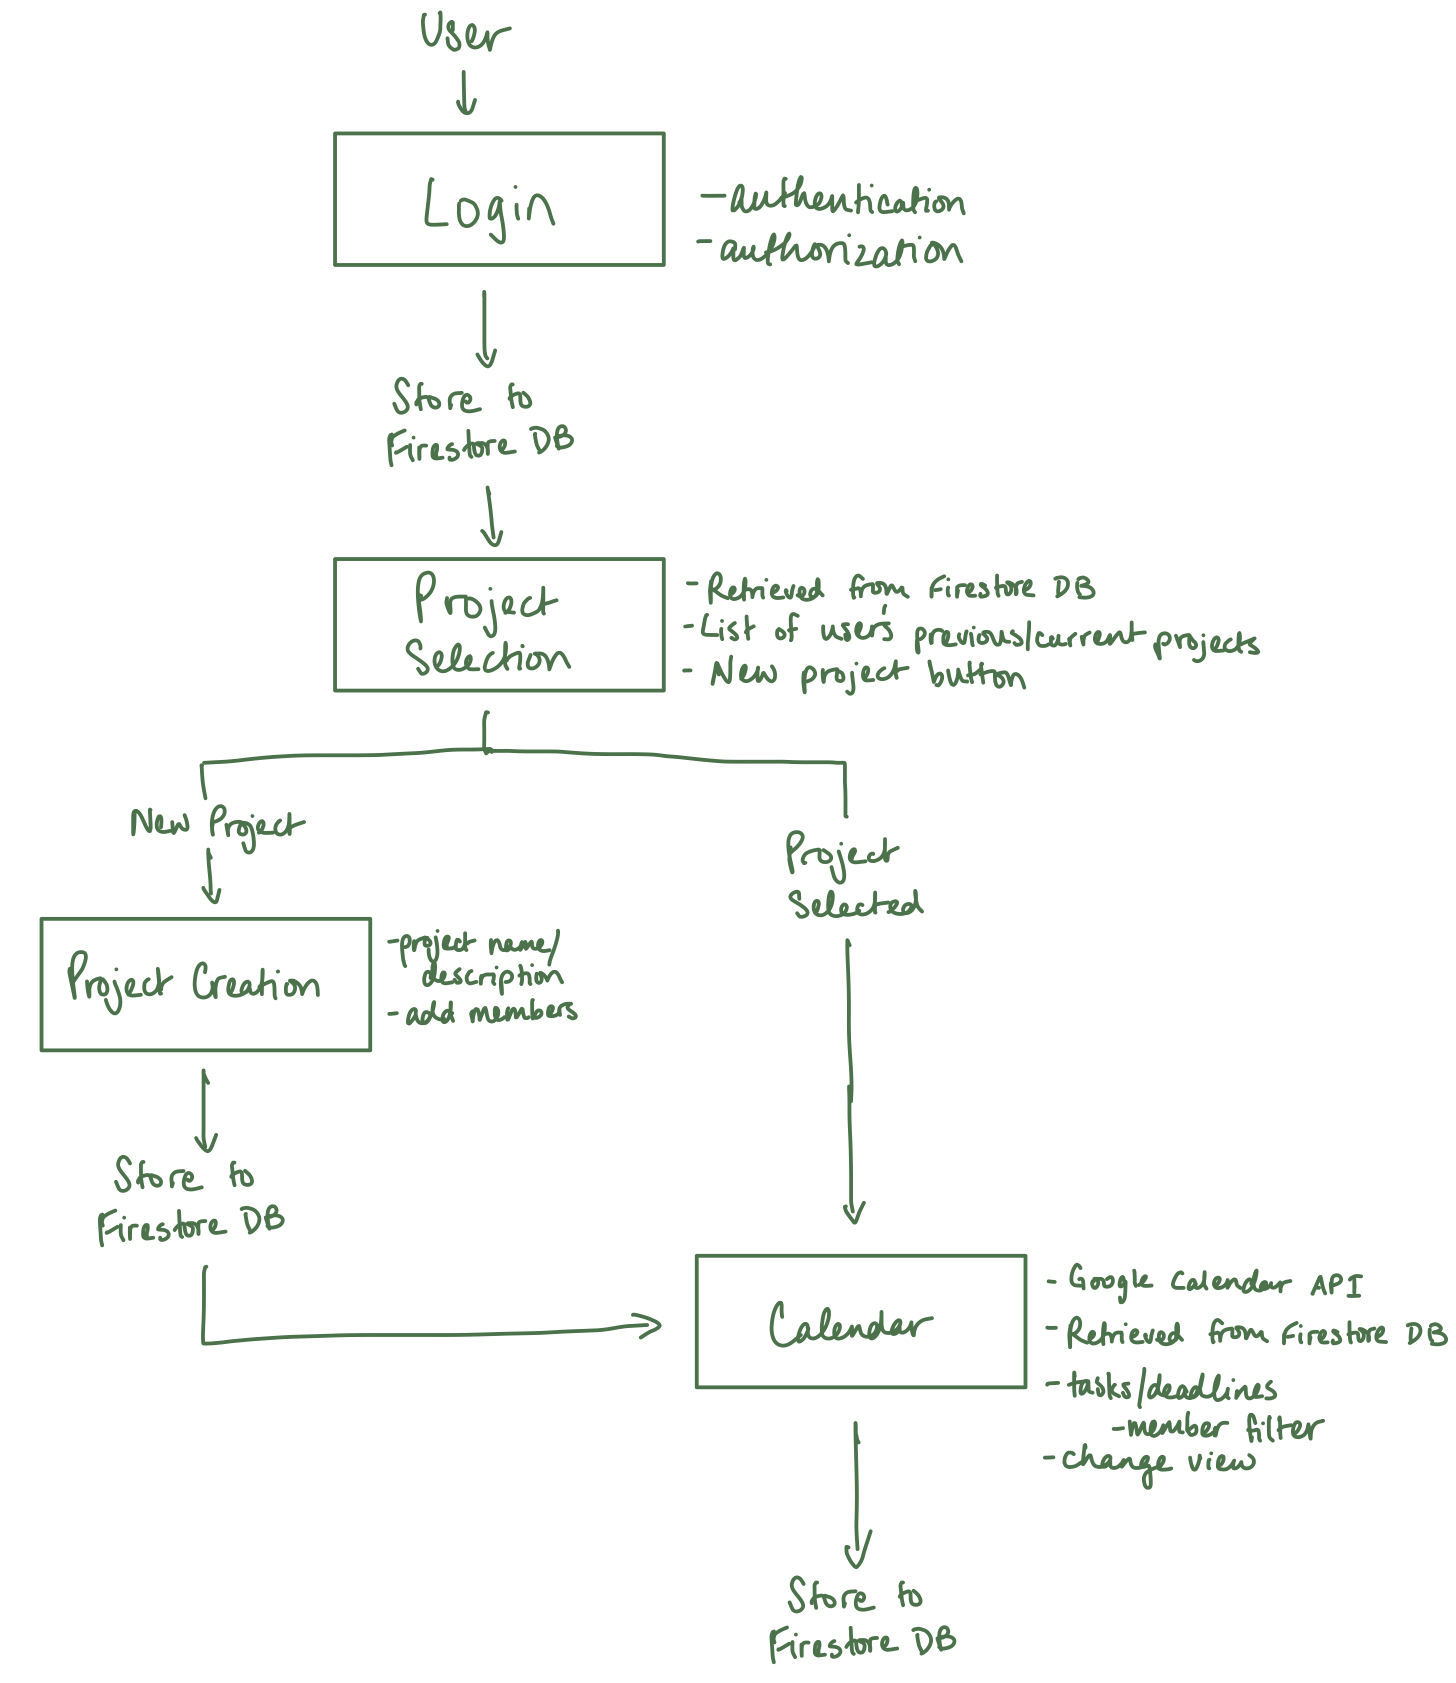 User
Login
- authentication
- authorization
Store to
Firestore DB
Project
Selection
- Retrieved from Firestore DB
- List of user's previous/current projects
- New project button
New Project
Project
Selected
Project Creation
- project name/
description
- add members
Store to
Firestore DB
Calendar
- Google Calendar API
- Retrieved from Firestore DB
- tasks/deadlines
- member filter
- change view
Store to
Firestore DB